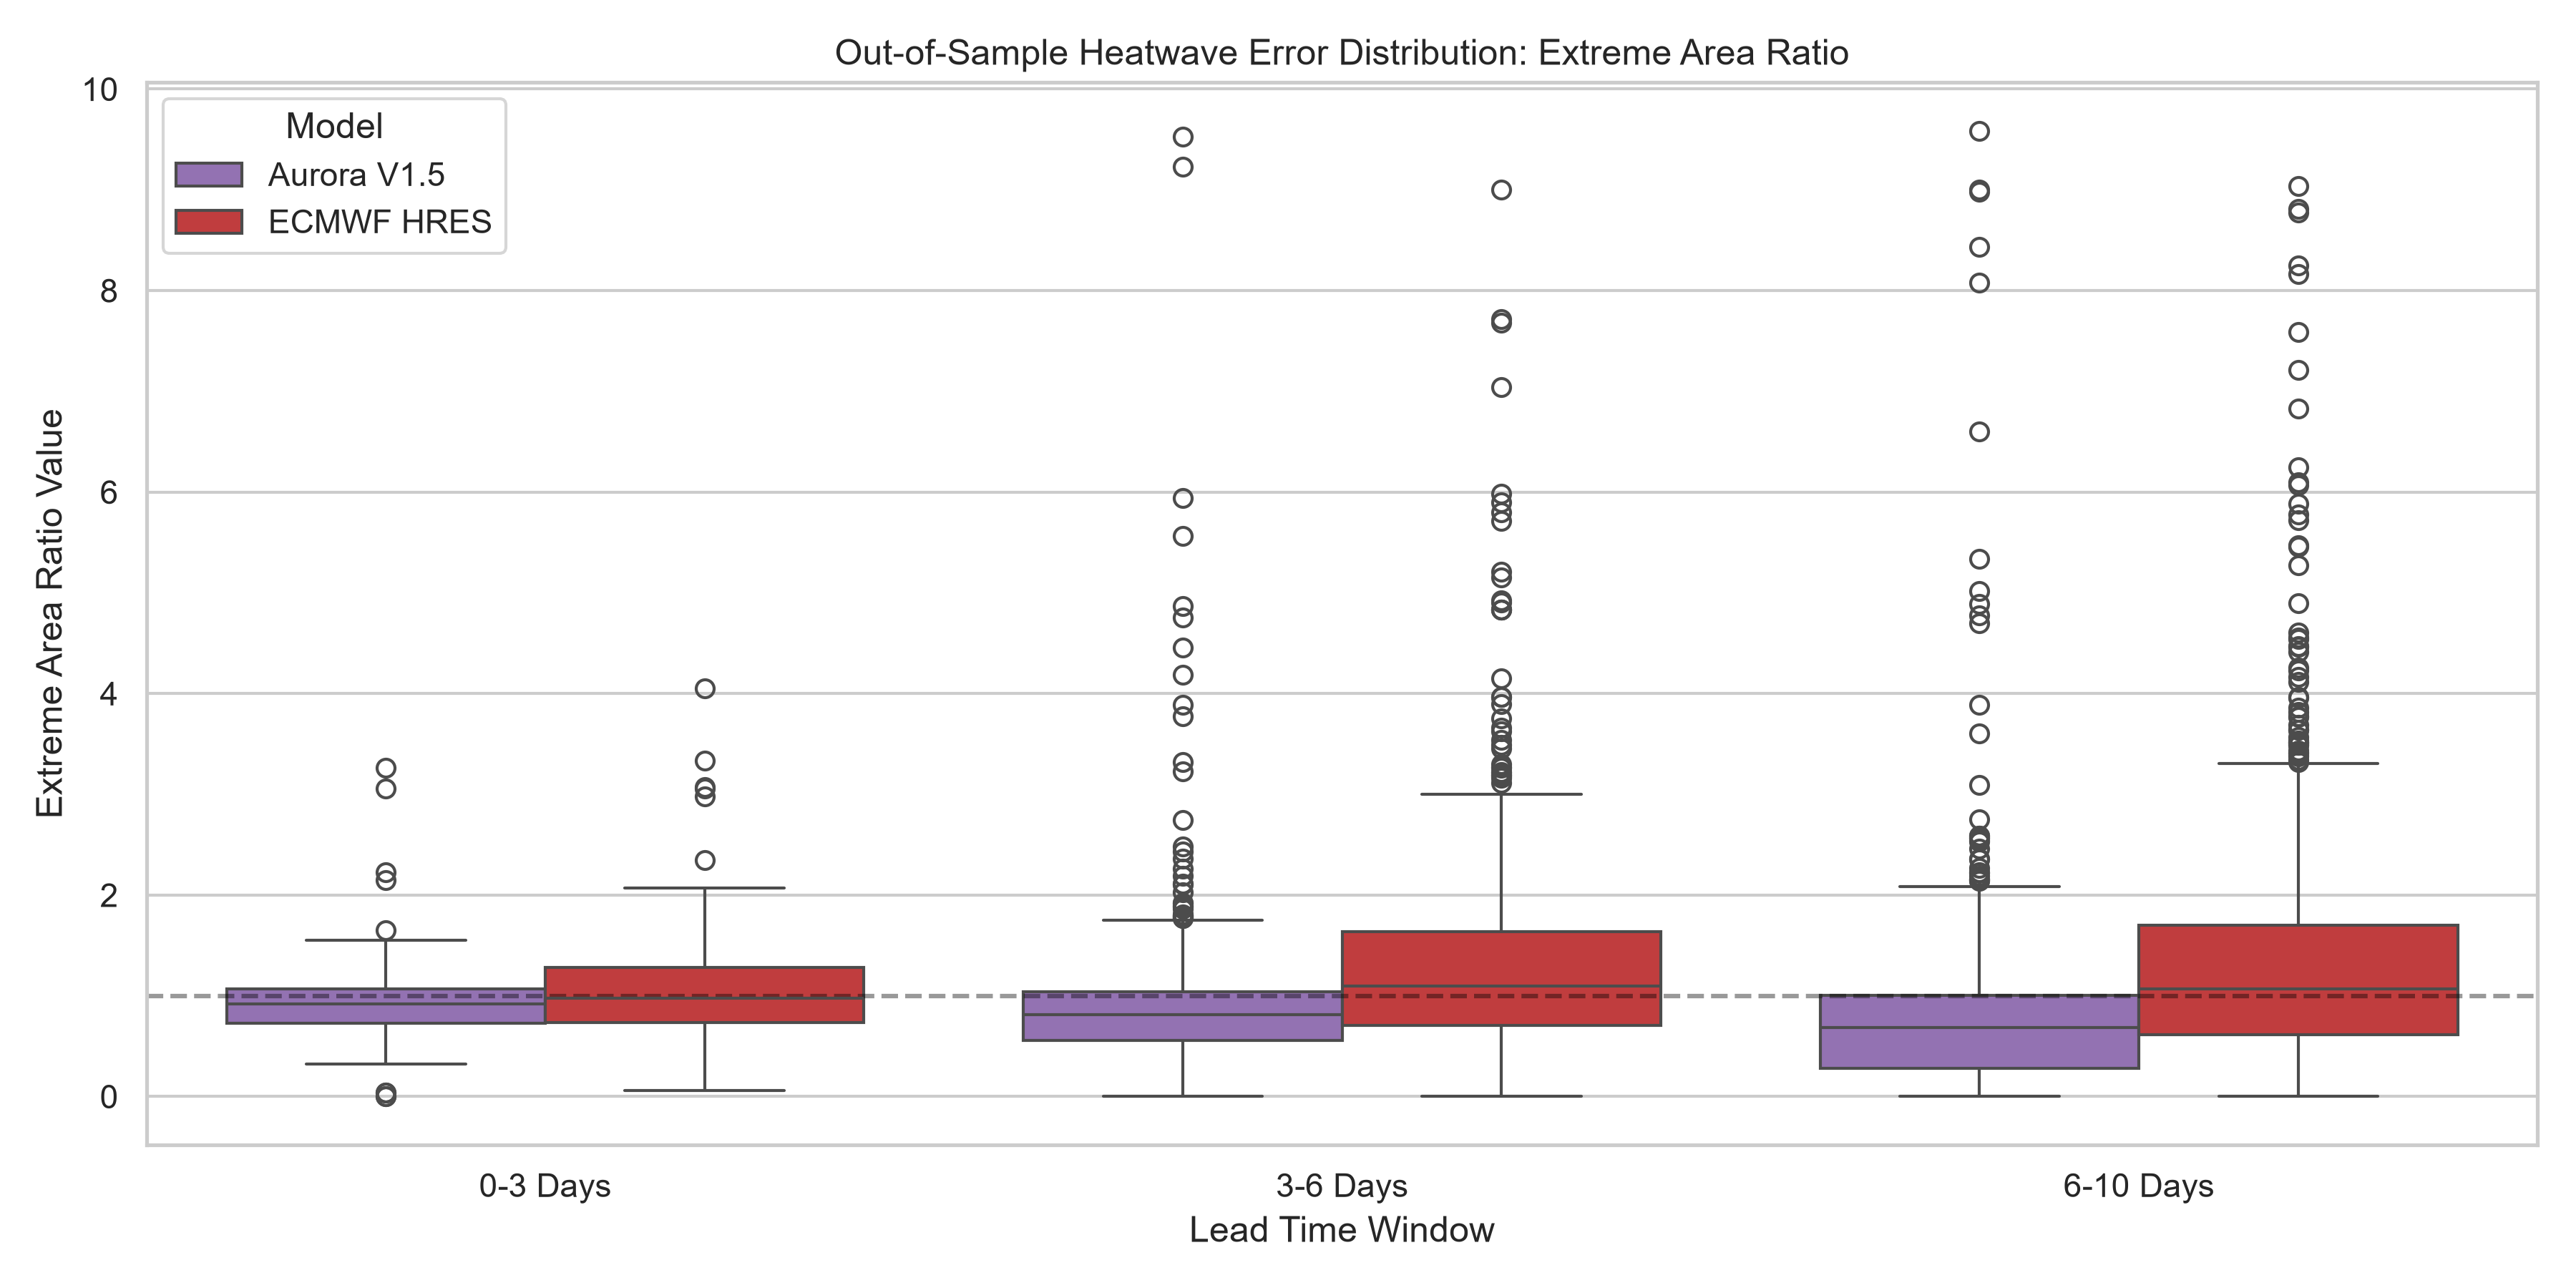 Out-of-Sample Heatwave Error Distribution: Extreme Area Ratio
10
8
6
4
2
0
Extreme Area Ratio Value
Model
Aurora V1.5
ECMWF HRES
0-3 Days
3-6 Days
6-10 Days
Lead Time Window